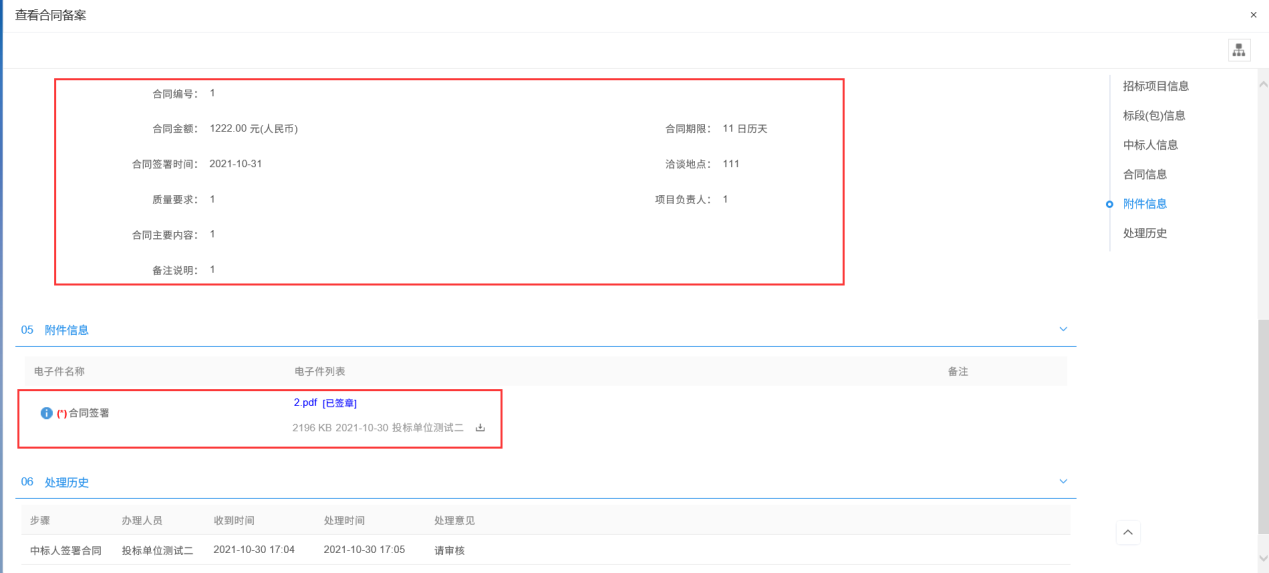 查看合同备案 ×
合同编号： 1
合同金额： 1222.00 元(人民币) 合同期限： 11 日历天
合同签署时间： 2021-10-31 洽谈地点： 111
质量要求： 1 项目负责人： 1
合同主要内容： 1
备注说明： 1
05 附件信息
电子件名称 电子件列表 备注
(*)合同签署 2.pdf [已签章]
2196 KB 2021-10-30 投标单位测试二
06 处理历史
步骤 办理人员 收到时间 处理时间 处理意见
中标人签署合同 投标单位测试二 2021-10-30 17:04 2021-10-30 17:05 请审核
招标项目信息
标段(包)信息
中标人信息
合同信息
附件信息
处理历史